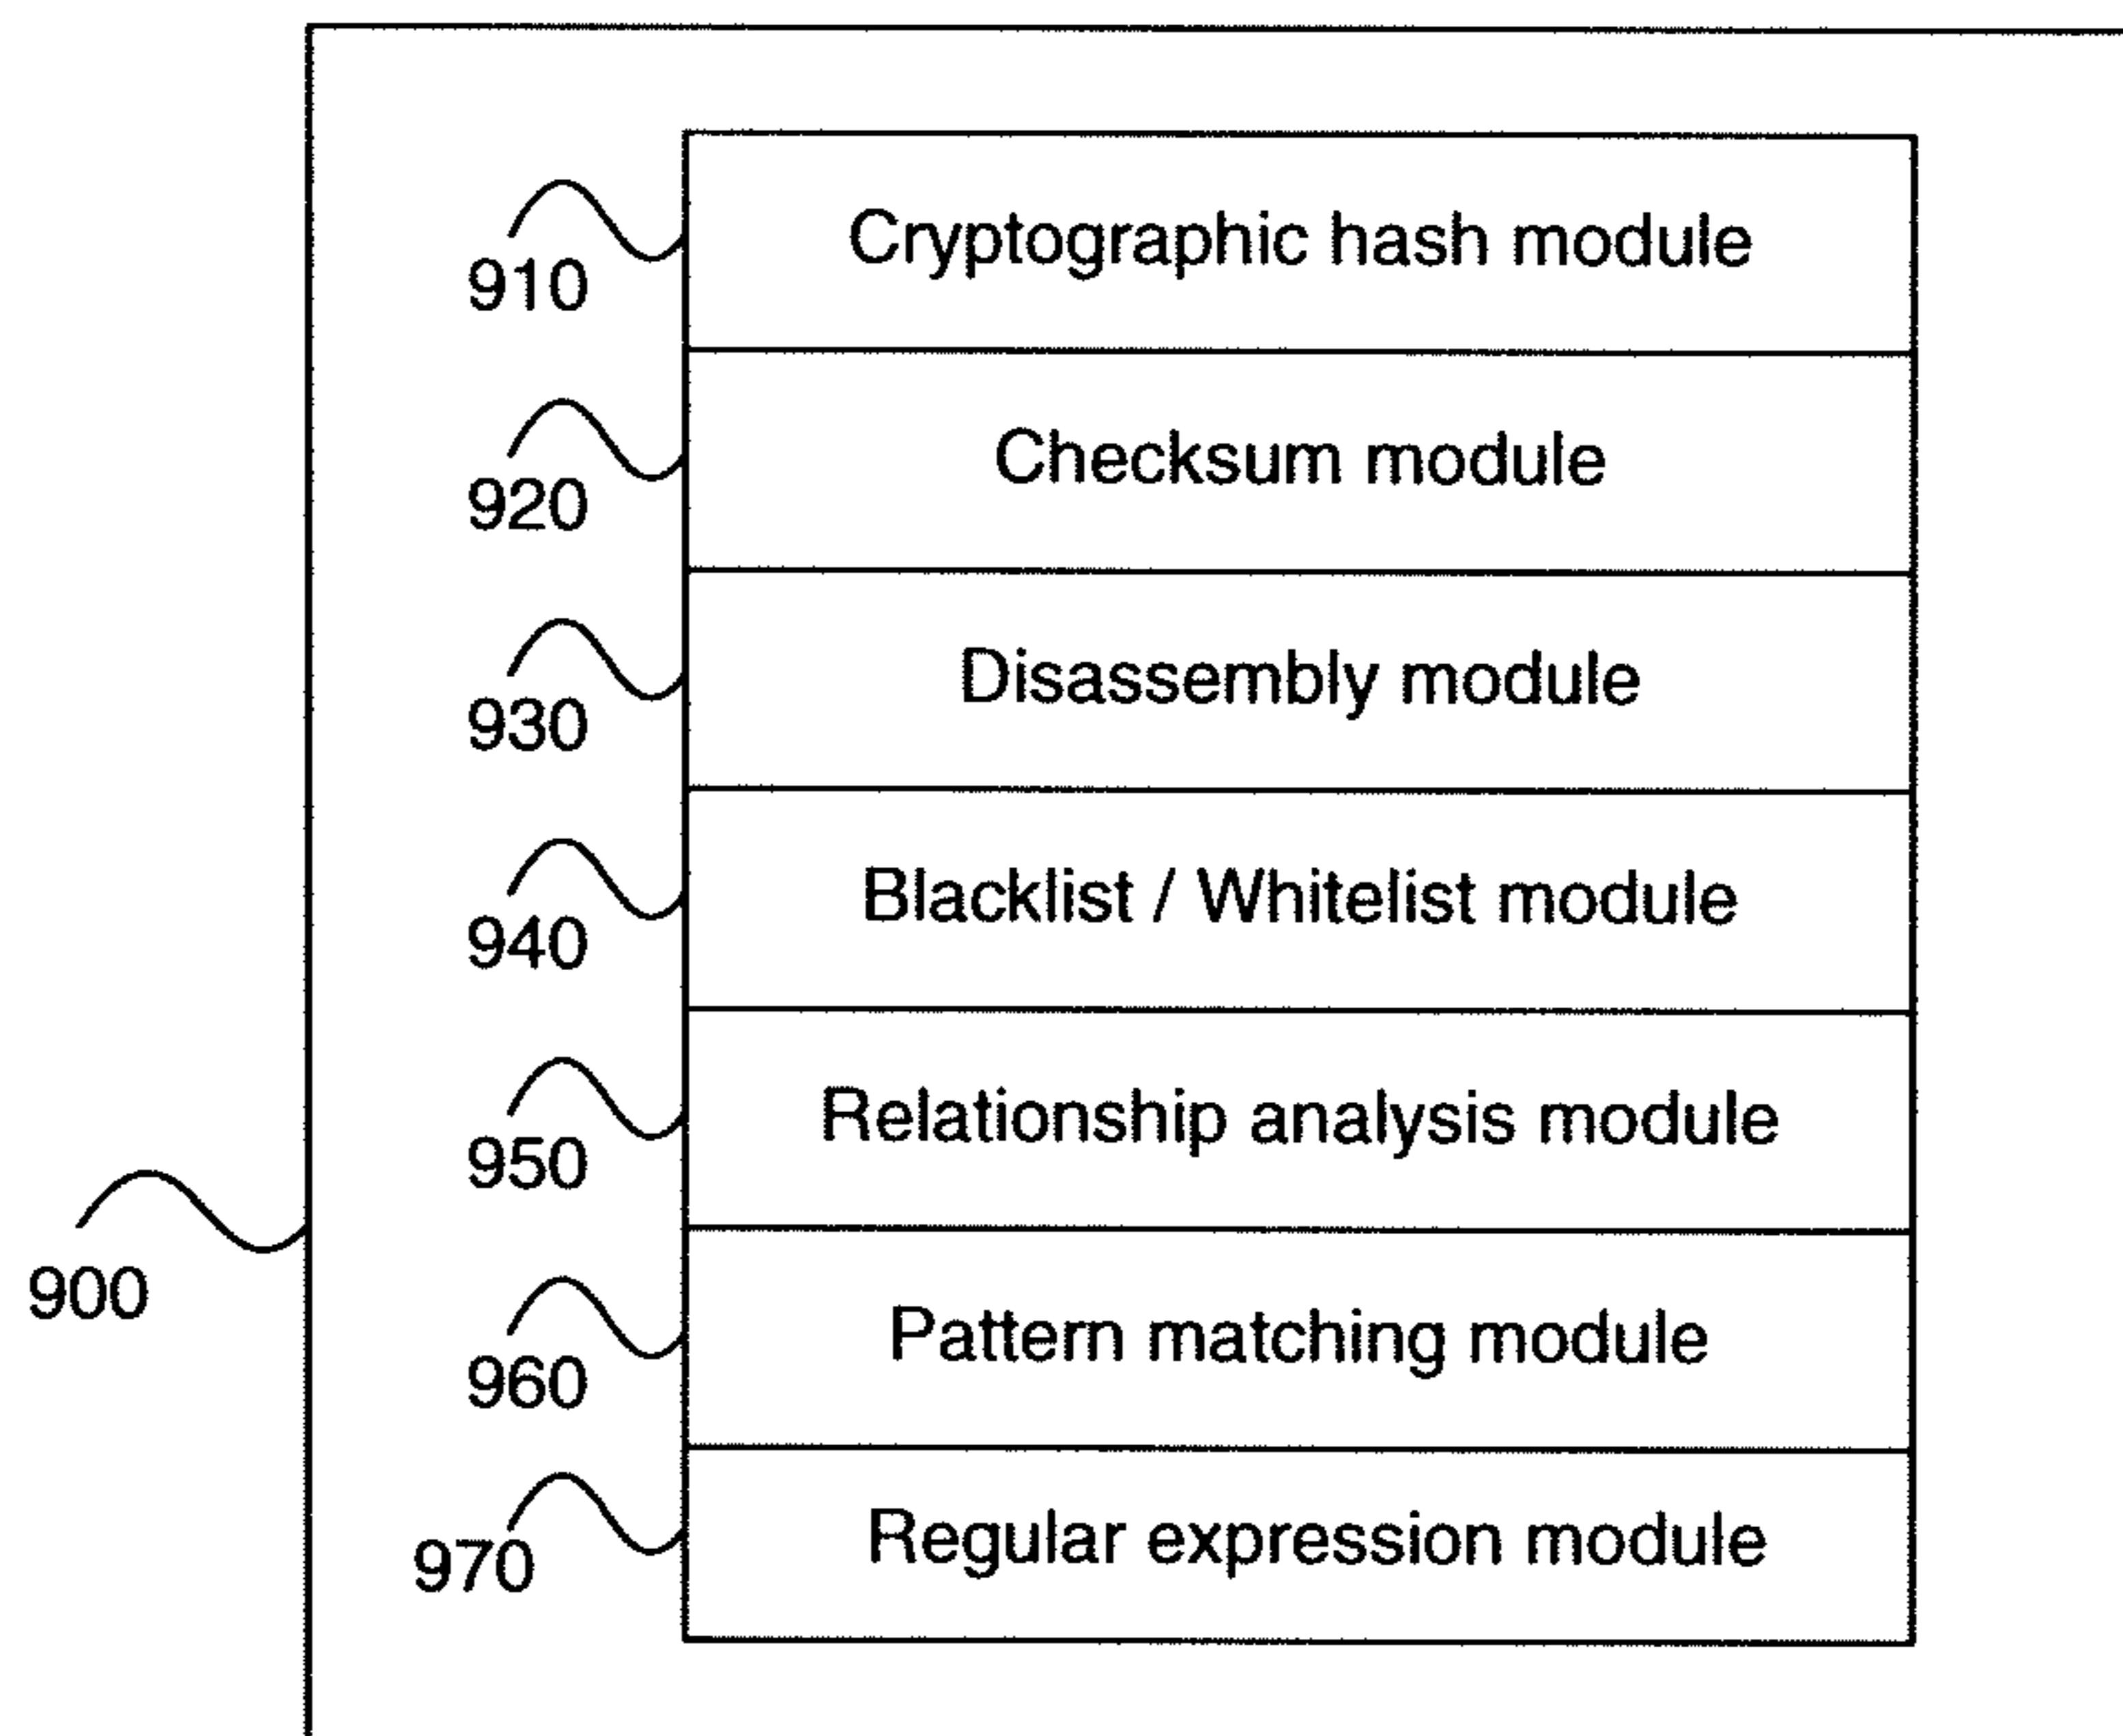 Cryptographic hash module
910
Checksum module
920
Disassembly module
930
Blacklist / Whitelist module
940
Relationship analysis module
950
900
Pattern matching module
960
Regular expression module
970